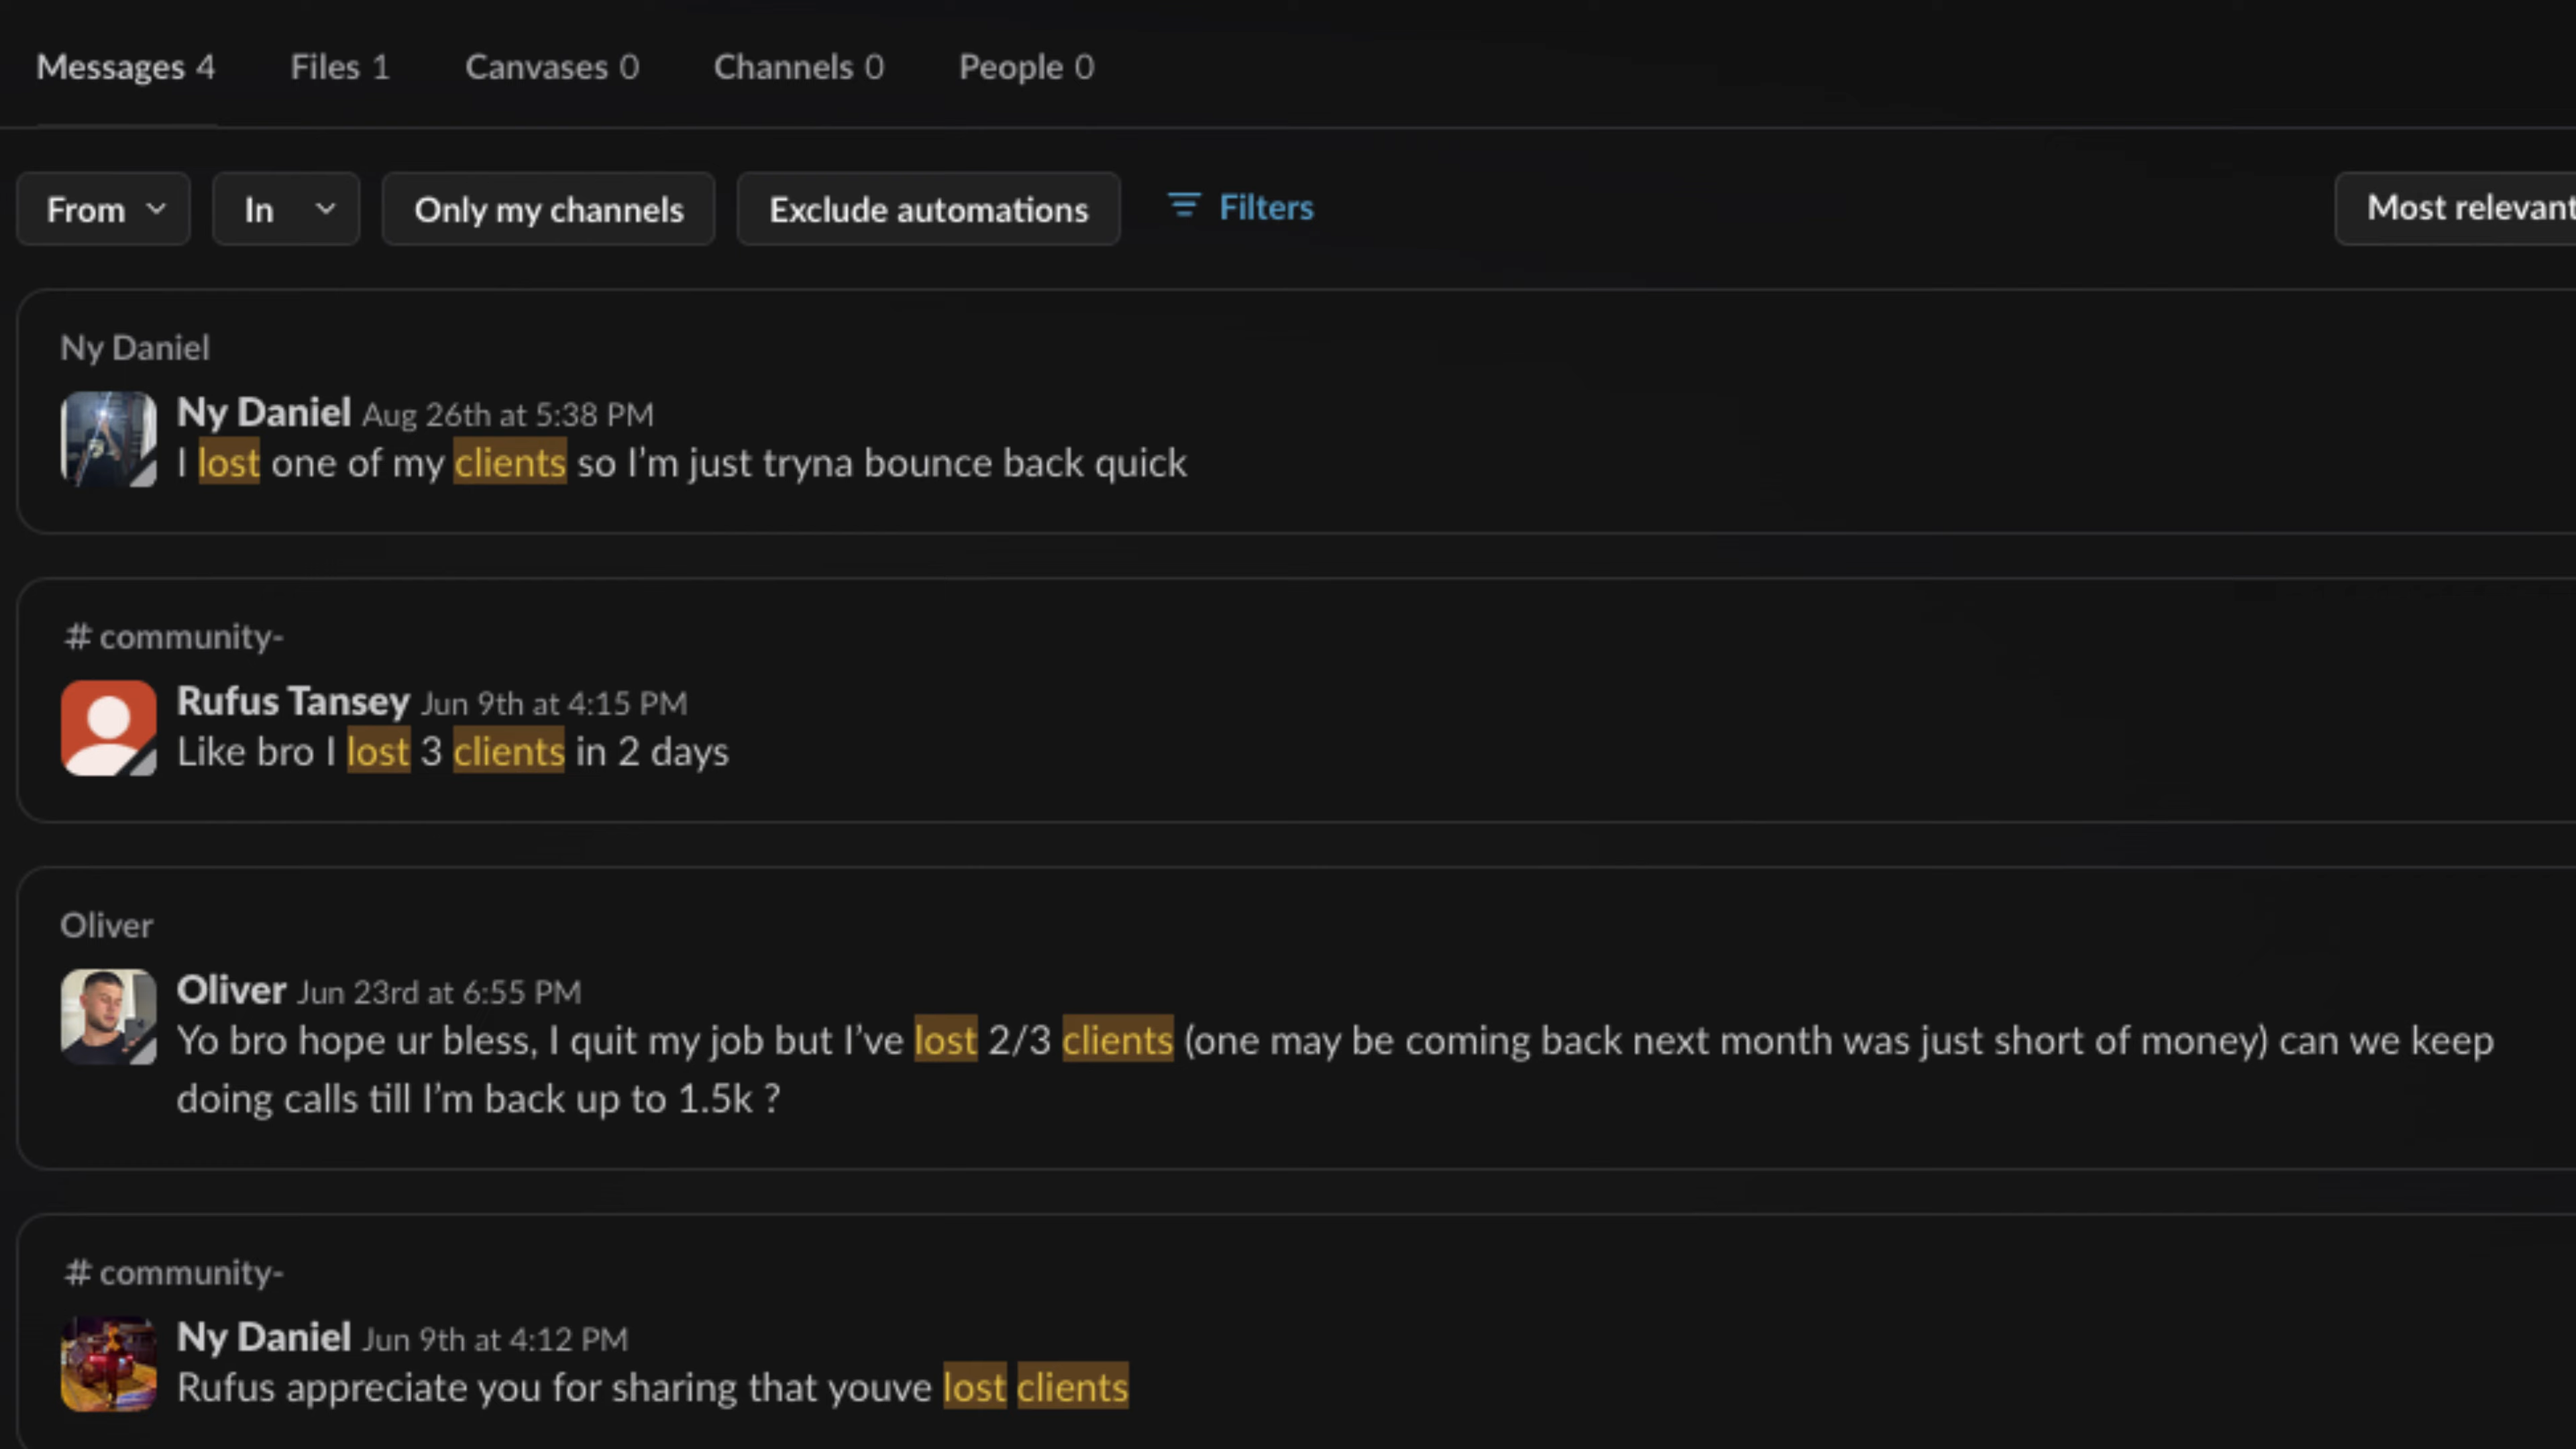 Messages 4 Files 1 Canvases 0 Channels 0 People 0
From In Only my channels Exclude automations Filters Most relevant
Ny Daniel
Ny Daniel Aug 26th at 5:38 PM
I lost one of my clients so I'm just tryna bounce back quick
# community-
Rufus Tansey Jun 9th at 4:15 PM
Like bro I lost 3 clients in 2 days
Oliver
Oliver Jun 23rd at 6:55 PM
Yo bro hope ur bless, I quit my job but I've lost 2/3 clients (one may be coming back next month was just short of money) can we keep
doing calls till I'm back up to 1.5k ?
# community-
Ny Daniel Jun 9th at 4:12 PM
Rufus appreciate you for sharing that youve lost clients